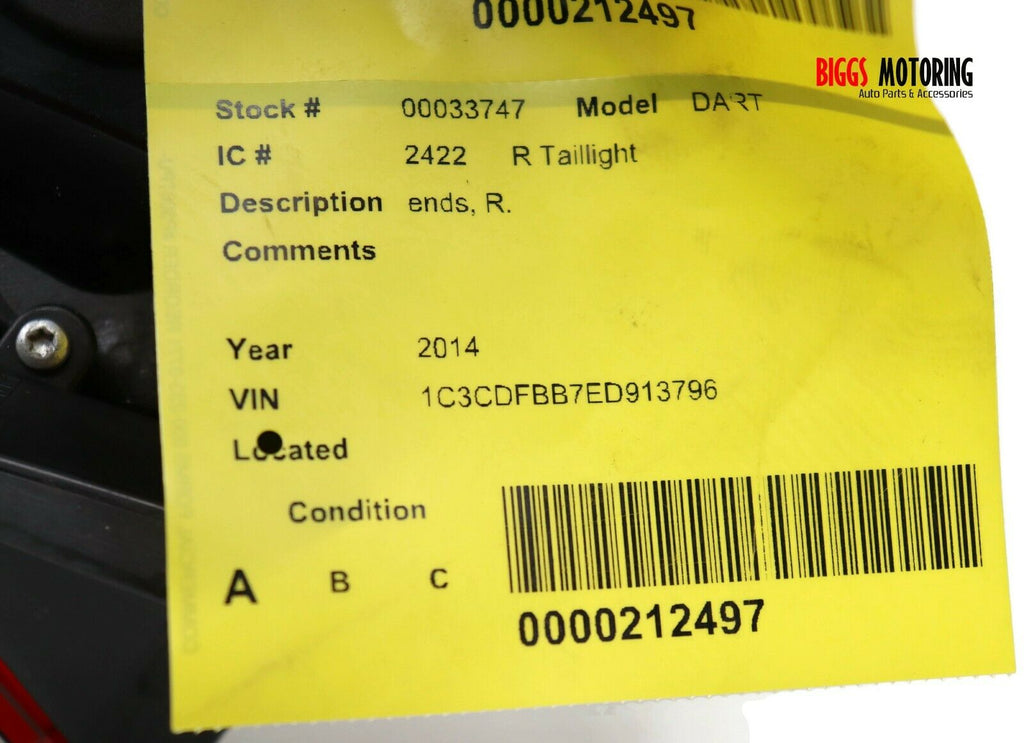 0000212497
BIGGS MOTORING
Auto Parts & Accessories
Stock # 00033747 Model DART
IC # 2422 R Taillight
Description ends, R.
Comments
Year 2014
VIN 1C3CDFBB7ED913796
Located
Condition
A B C
0000212497